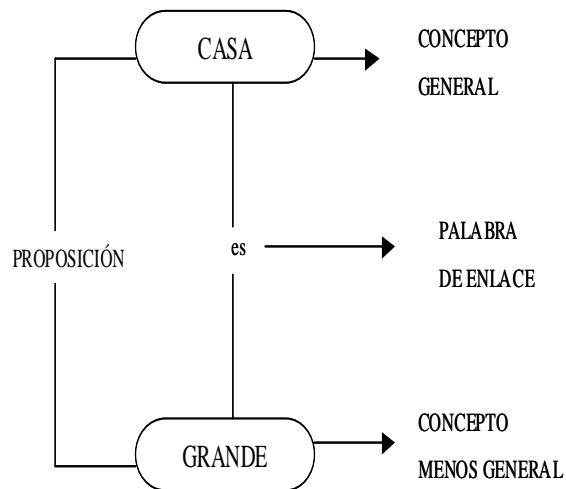 CASA
CONCEPTO
GENERAL
PROPOSICIÓN
es
PALABRA
DE ENLACE
GRANDE
CONCEPTO
MENOS GENERAL